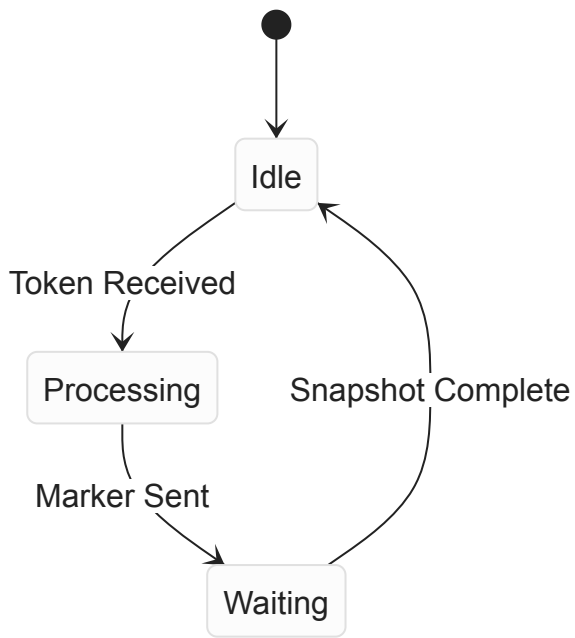 Idle
Token Received
Processing
Snapshot Complete
Marker Sent
Waiting